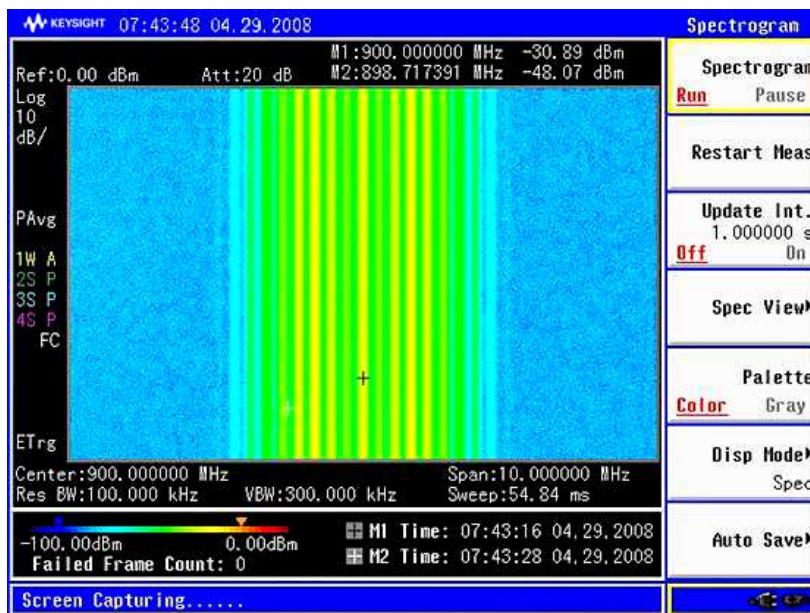 KEYSIGHT 07:43:48 04.29.2008
Spectrogram
M1:900.000000 MHz -30.89 dBm
Ref:0.00 dBm Att:20 dB M2:898.717391 MHz -48.07 dBm
Log
10
dB/
PAvg
1W A
2S P
3S P
4S P
FC
ETrg
Center:900.000000 MHz Span:10.000000 MHz
Res BW:100.000 kHz VBW:300.000 kHz Sweep:54.84 ms
-100.00dBm 0.00dBm
Failed Frame Count: 0
M1 Time: 07:43:16 04.29.2008
M2 Time: 07:43:28 04.29.2008
Screen Capturing......
Spectrogram
Run Pause
Restart Meas
Update Int.
1.000000 s
Off On
Spec View
Palette
Color Gray
Disp Mode
Spec
Auto Save